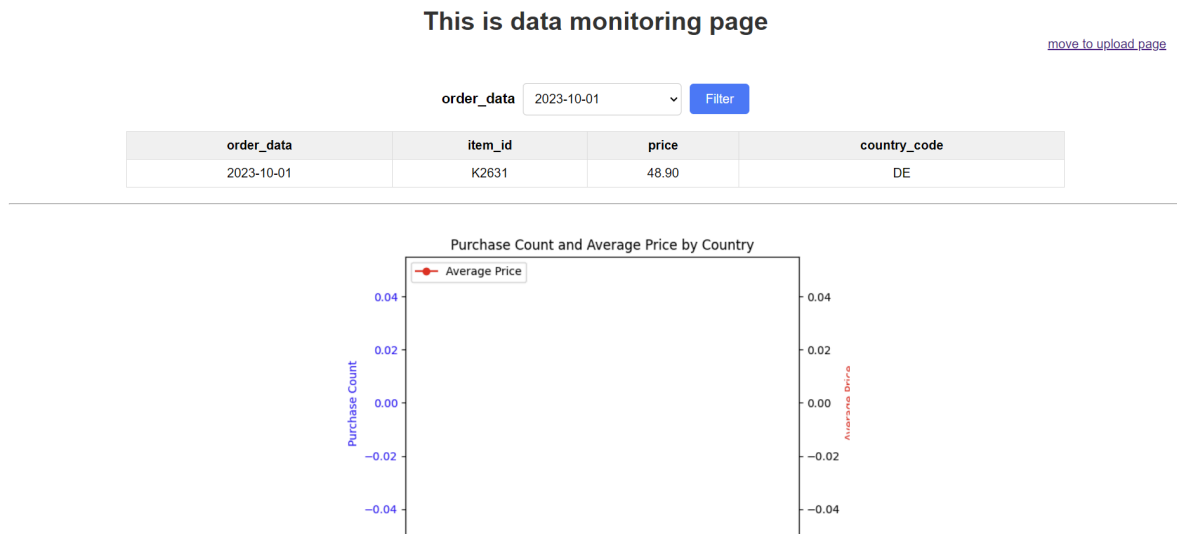 This is data monitoring page
move to upload page
order_data 2023-10-01 Filter
order_data item_id price country_code
2023-10-01 K2631 48.90 DE
Purchase Count and Average Price by Country
Average Price
0.04 0.04
0.02 0.02
0.00 0.00
−0.02 −0.02
−0.04 −0.04
Purchase Count
Average Price